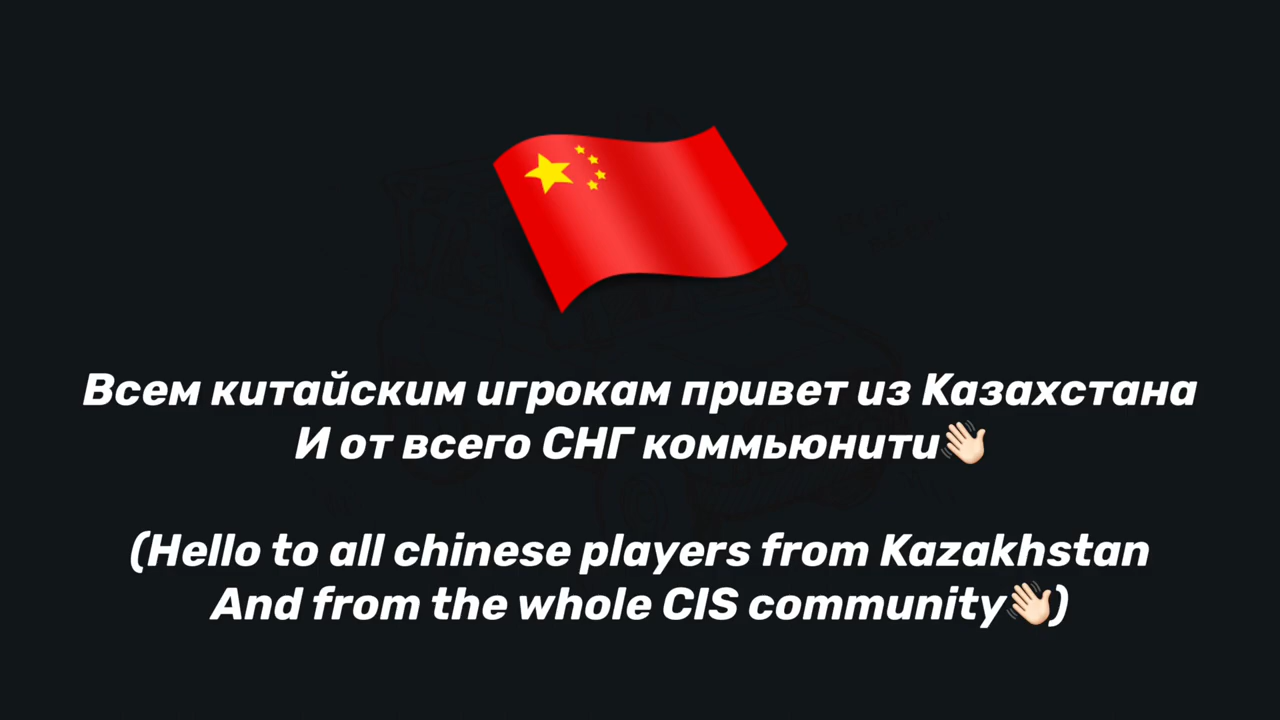 Всем китайским игрокам привет из Казахстана
И от всего СНГ коммьюнити👋🏻
(Hello to all chinese players from Kazakhstan
And from the whole CIS community👋🏻)